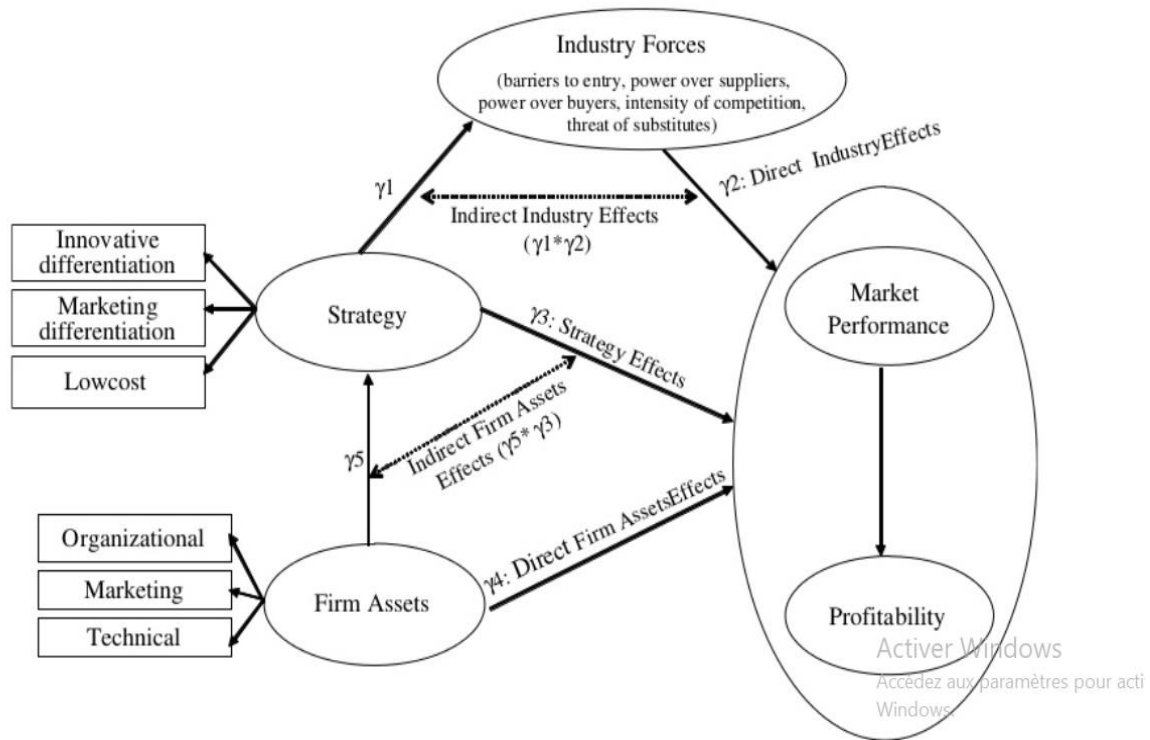 Industry Forces
(barriers to entry, power over suppliers,
power over buyers, intensity of competition,
threat of substitutes)
γ2: Direct IndustryEffects
γ1
Indirect Industry Effects
(γ1*γ2)
Innovative
differentiation
Marketing
differentiation
Lowcost
Strategy
γ3: Strategy Effects
Market
Performance
Indirect Firm Assets
Effects (γ5* γ3)
γ5
γ4: Direct Firm AssetsEffects
Organizational
Marketing
Technical
Firm Assets
Profitability
Activer Windows
Accédez aux paramètres pour acti
Windows.